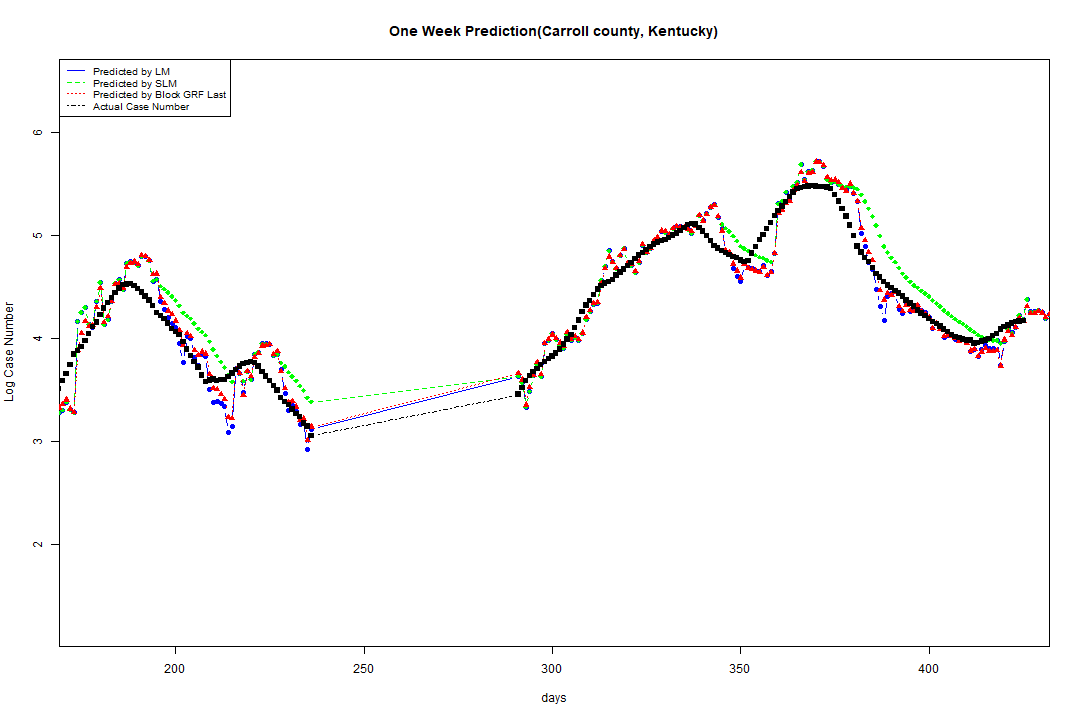 One Week Prediction(Carroll county, Kentucky)
Predicted by LM
Predicted by SLM
Predicted by Block GRF Last
Actual Case Number
6
5
4
3
2
Log Case Number
200 250 300 350 400
days